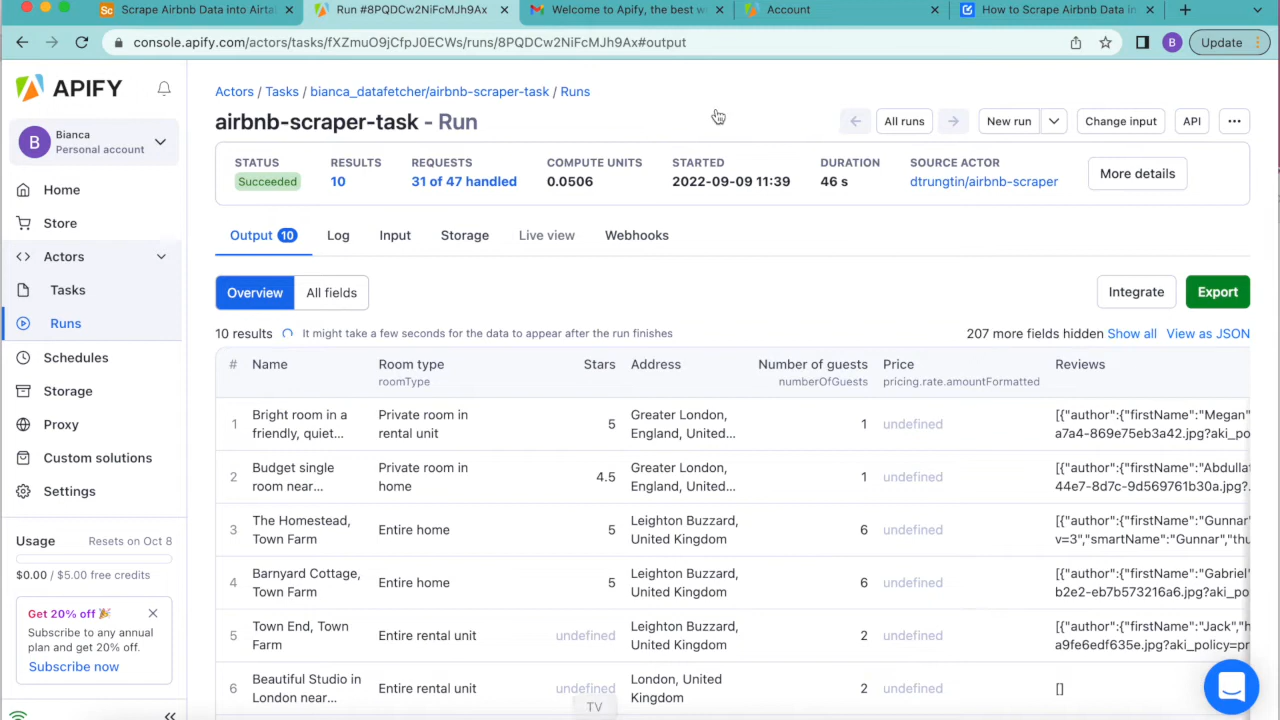 Scrape Airbnb Data into Airta
Run #8PQDCw2NiFcMJh9Ax
Welcome to Apify, the best w
Account
How to Scrape Airbnb Data in
console.apify.com/actors/tasks/fXZmuO9jCfpJ0ECWs/runs/8PQDCw2NiFcMJh9Ax#output
B
Update
APIFY
B
Bianca
Personal account
Home
Store
Actors
Tasks
Runs
Schedules
Storage
Proxy
Custom solutions
Settings
Usage
Resets on Oct 8
$0.00 / $5.00 free credits
Get 20% off 🎉
Subscribe to any annual
plan and get 20% off.
Subscribe now
Actors / Tasks / bianca_datafetcher/airbnb-scraper-task / Runs
airbnb-scraper-task - Run
All runs
New run
Change input
API
STATUS
Succeeded
RESULTS
10
REQUESTS
31 of 47 handled
COMPUTE UNITS
0.0506
STARTED
2022-09-09 11:39
DURATION
46 s
SOURCE ACTOR
dtrungtin/airbnb-scraper
More details
Output 10
Log
Input
Storage
Live view
Webhooks
Overview
All fields
Integrate
Export
10 results
It might take a few seconds for the data to appear after the run finishes
207 more fields hidden Show all View as JSON
#
Name
Room type
roomType
Stars
Address
Number of guests
numberOfGuests
Price
pricing.rate.amountFormatted
Reviews
1
Bright room in a
friendly, quiet...
Private room in
rental unit
5
Greater London,
England, United...
1
undefined
[{"author":{"firstName":"Megan"
a7a4-869e75eb3a42.jpg?aki_po
2
Budget single
room near...
Private room in
home
4.5
Greater London,
England, United...
1
undefined
[{"author":{"firstName":"Abdullat
44e7-8d7c-9d569761b30a.jpg?.
3
The Homestead,
Town Farm
Entire home
5
Leighton Buzzard,
United Kingdom
6
undefined
[{"author":{"firstName":"Gunnar
v=3","smartName":"Gunnar","thu
4
Barnyard Cottage,
Town Farm
Entire home
5
Leighton Buzzard,
United Kingdom
6
undefined
[{"author":{"firstName":"Gabriel"
b2e2-eb7b573216a6.jpg?aki_po
5
Town End, Town
Farm
Entire rental unit
undefined
Leighton Buzzard,
United Kingdom
2
undefined
[{"author":{"firstName":"Jack","h
a9fe6edf635e.jpg?aki_policy=pr
6
Beautiful Studio in
London near...
Entire rental unit
undefined
London, United
Kingdom
2
undefined
[]
TV